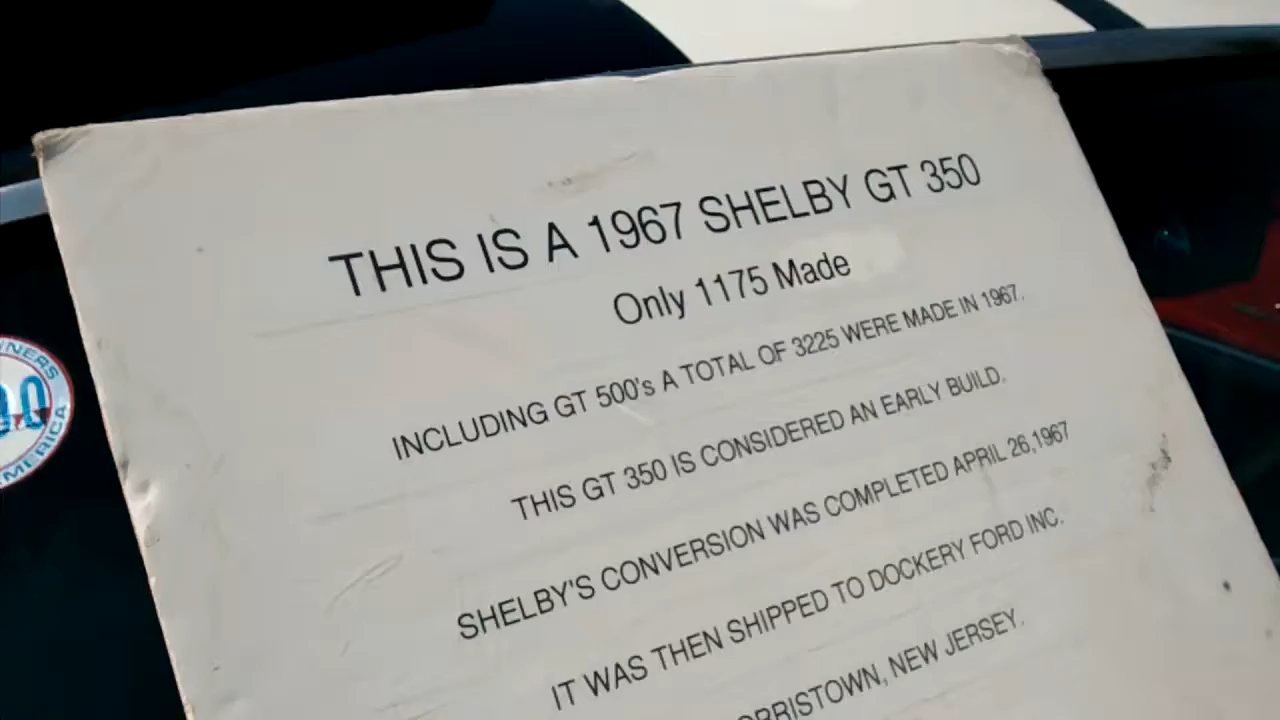 THIS IS A 1967 SHELBY GT 350
Only 1175 Made
INCLUDING GT 500's A TOTAL OF 3225 WERE MADE IN 1967.
THIS GT 350 IS CONSIDERED AN EARLY BUILD.
SHELBY'S CONVERSION WAS COMPLETED APRIL 26,1967
IT WAS THEN SHIPPED TO DOCKERY FORD INC.
ORRISTOWN, NEW JERSEY.